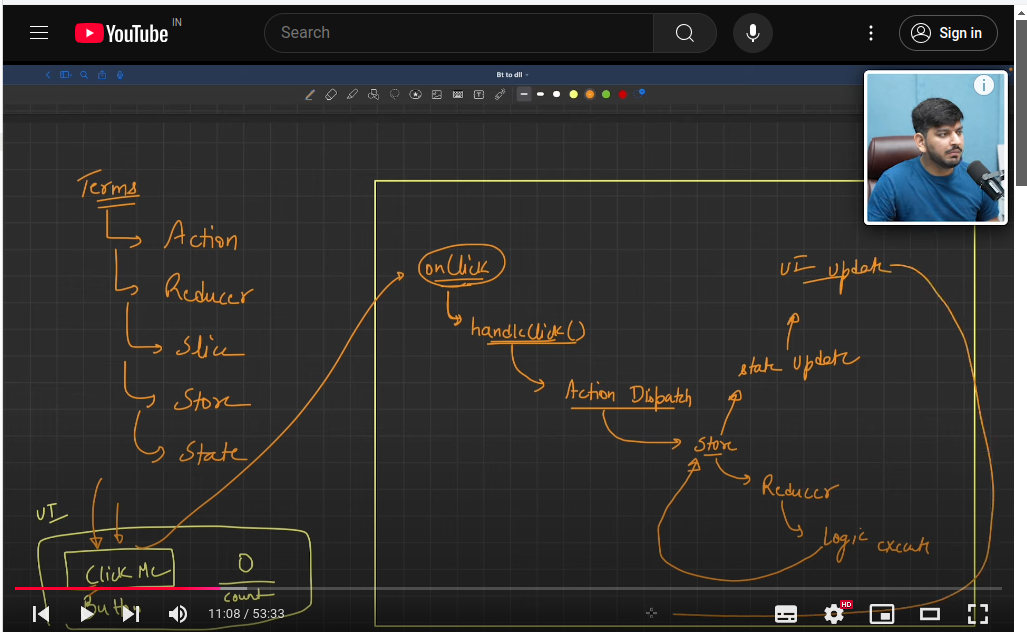 YouTube IN
Search
Sign in
Bt to dll
Terms
Action
Reducer
Slice
Store
State
onClick
handleClick()
Action Dispatch
Store
Reducer
Logic excute
state update
UI update
UI
Click Me
Button
0
count
11:08 / 53:33
HD